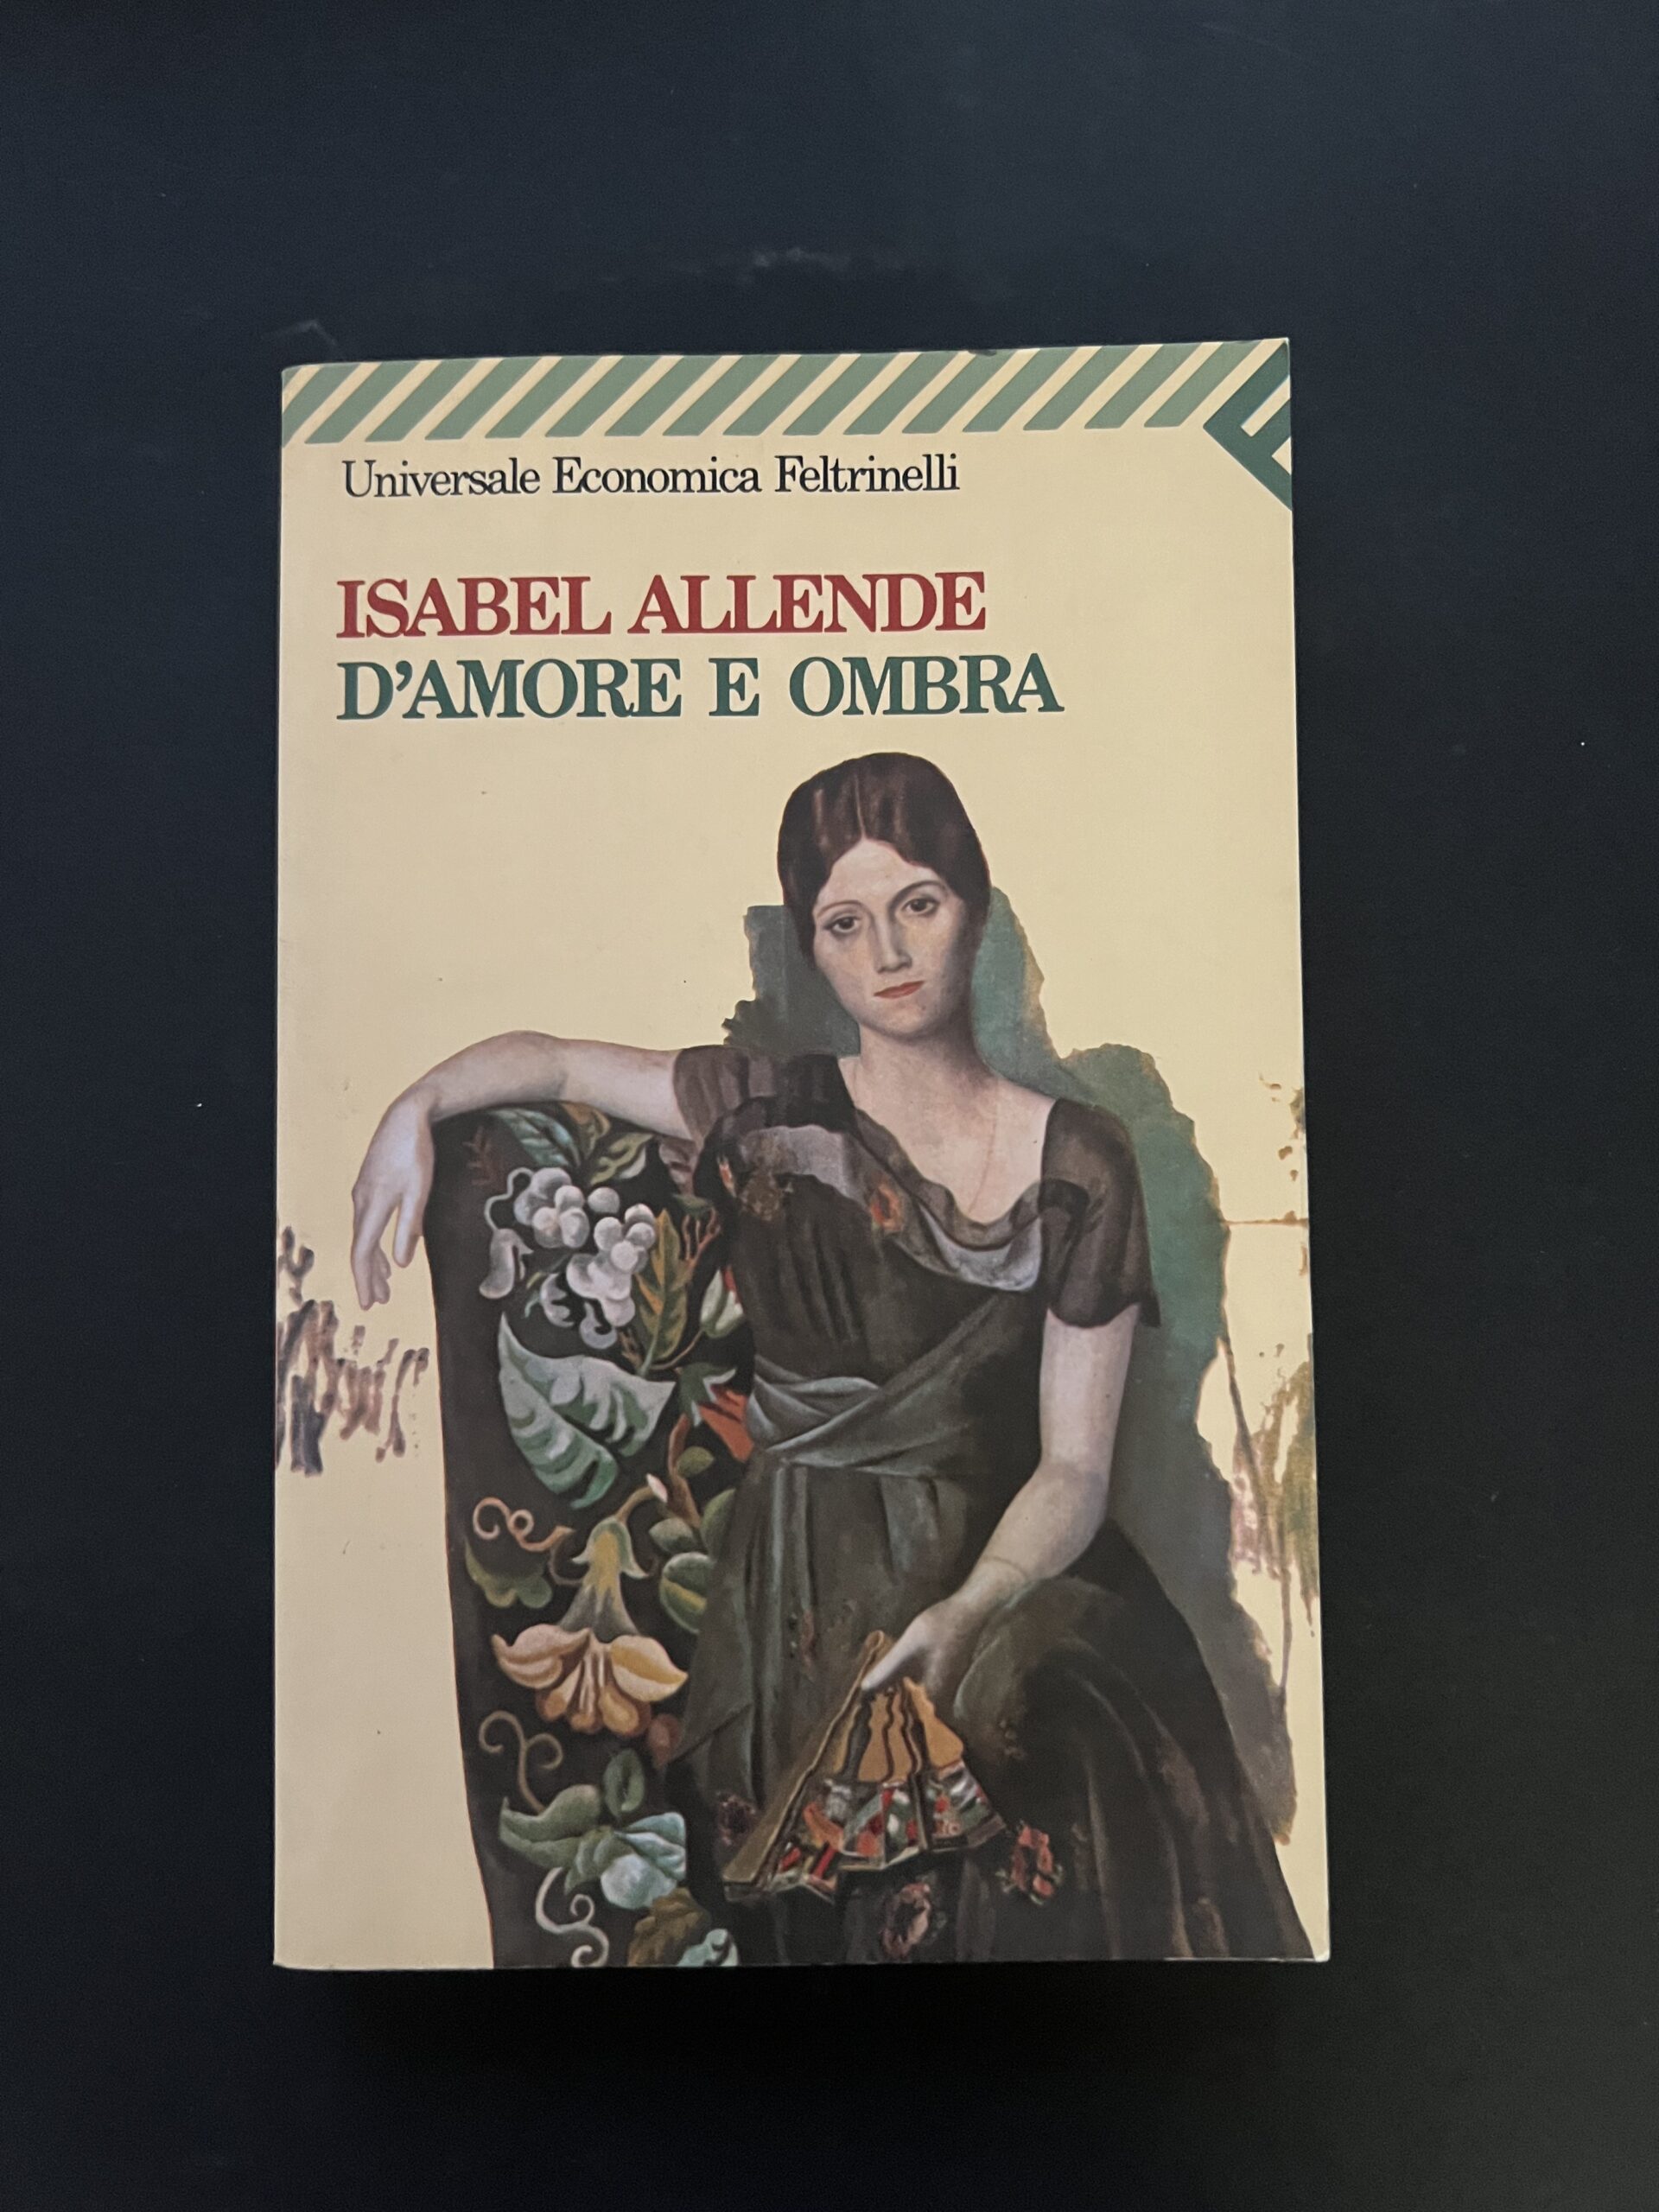 Universale Economica Feltrinelli
ISABEL ALLENDE
D'AMORE E OMBRA